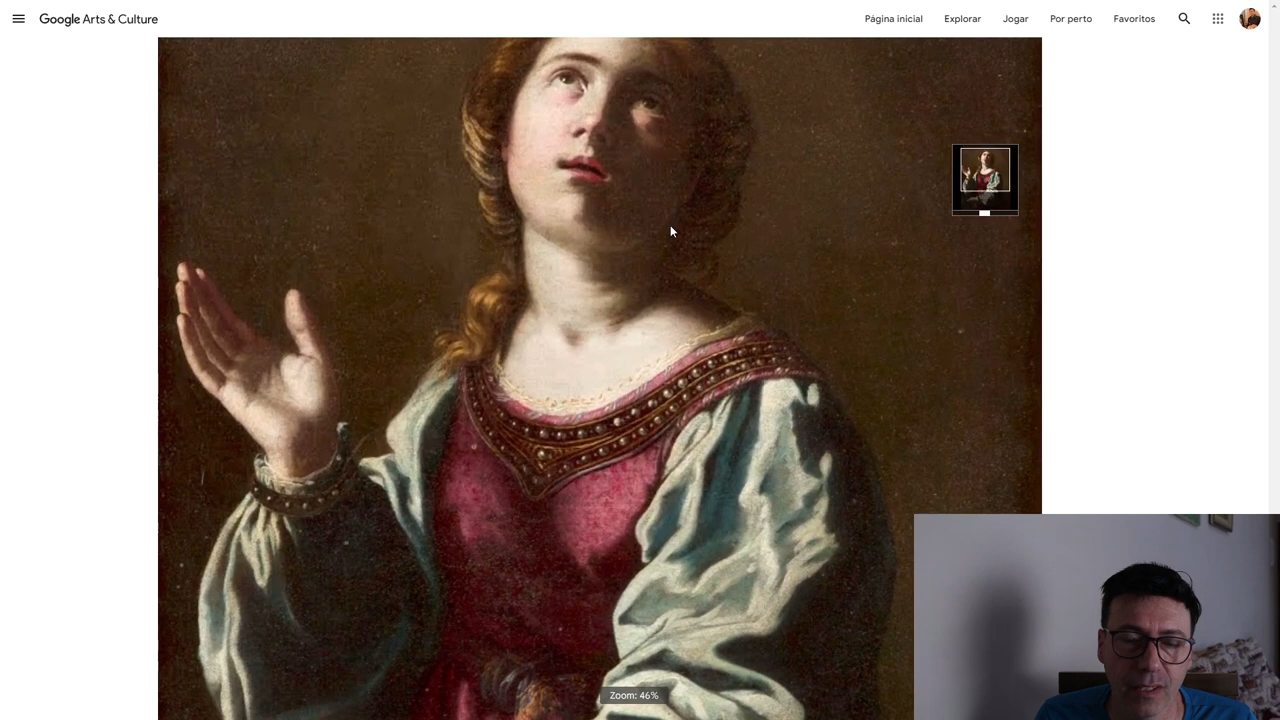 Google Arts & Culture
Página inicial
Explorar
Jogar
Por perto
Favoritos
Zoom: 46%